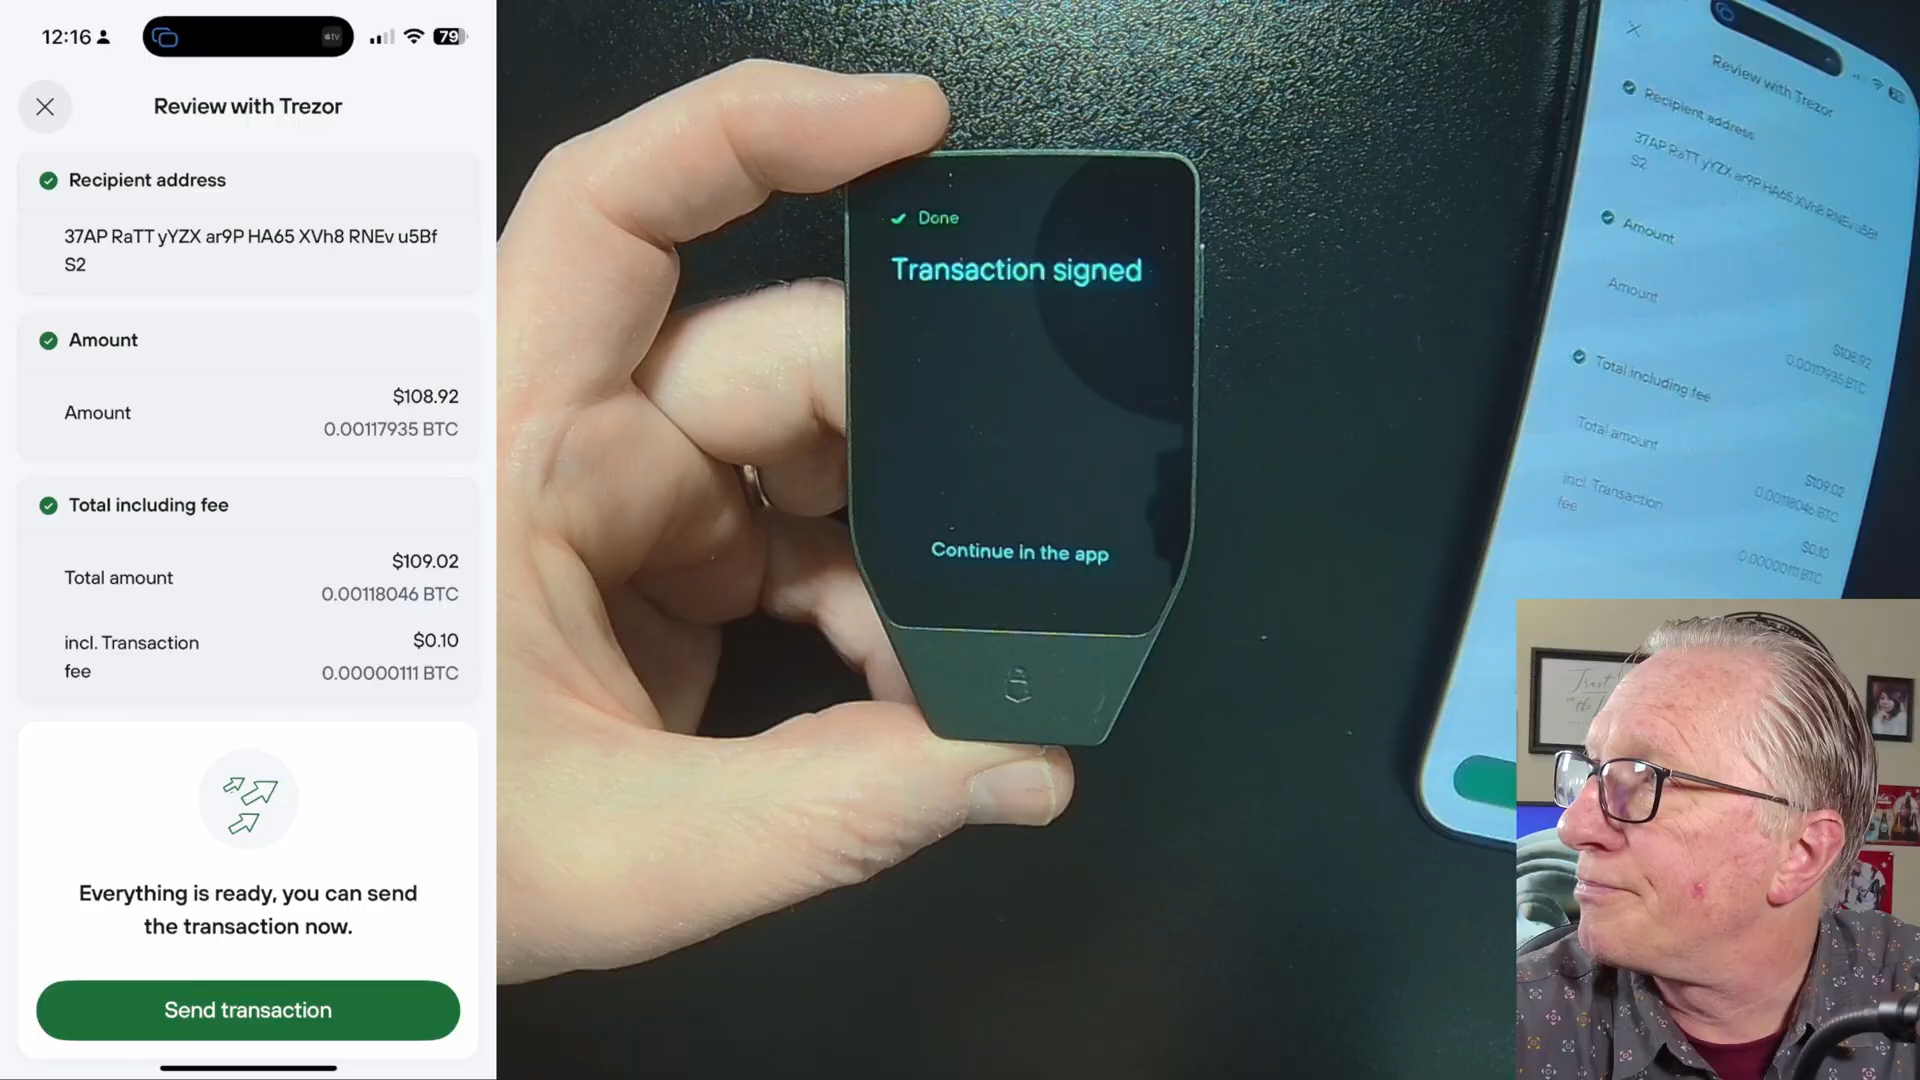 12:16
tv
79
Review with Trezor
Recipient address
37AP RaTT yYZX ar9P HA65 XVh8 RNEv u5Bf
S2
Amount
Amount
$108.92
0.00117935 BTC
Total including fee
Total amount
$109.02
0.00118046 BTC
incl. Transaction
fee
$0.10
0.00000111 BTC
Everything is ready, you can send
the transaction now.
Send transaction
Done
Transaction signed
Continue in the app
Review with Trezor
Recipient address
37AP RaTT yYZX ar9P HA65 XVh8 RNEv u5Bf
S2
Amount
Amount
$108.92
0.00117935 BTC
Total including fee
Total amount
$109.02
0.00118046 BTC
incl. Transaction
fee
$0.10
0.00000111 BTC
Trust
in the